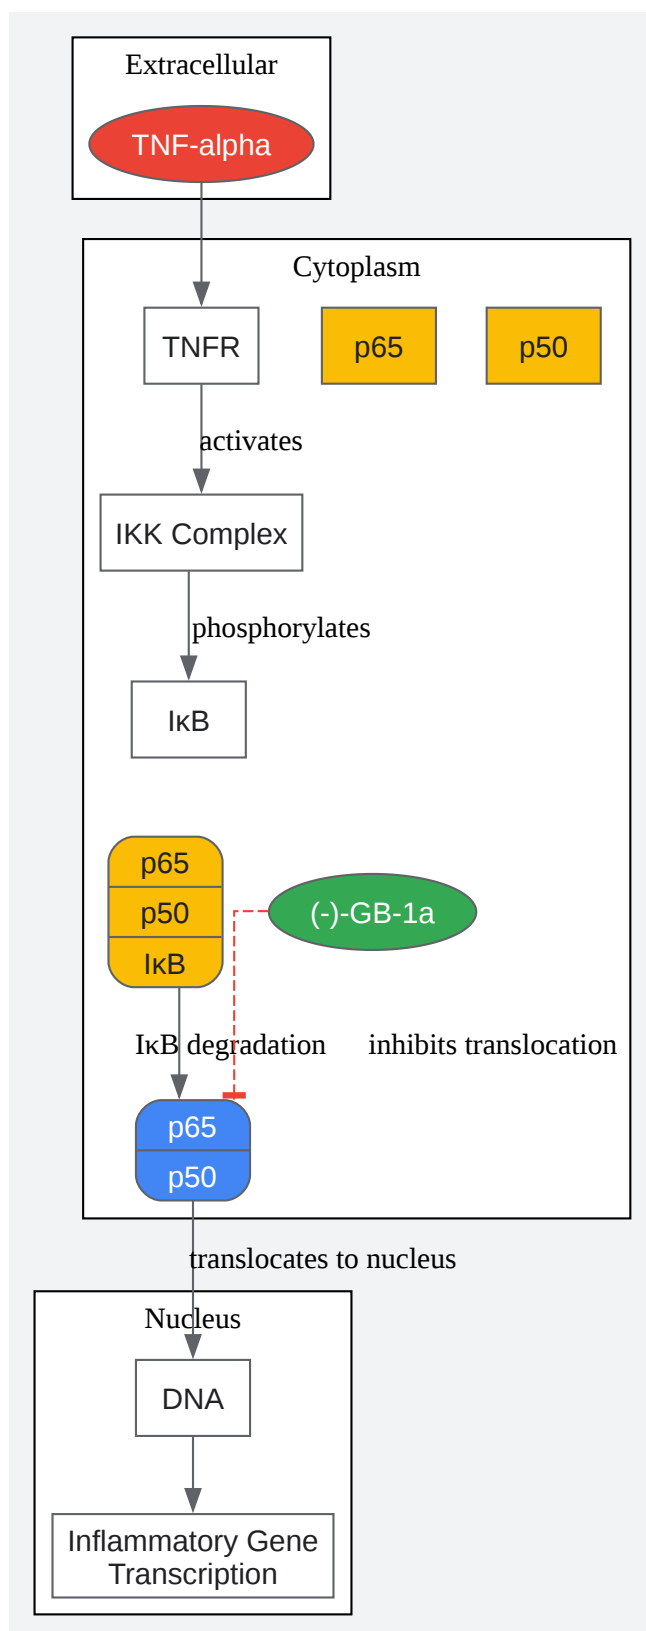 Extracellular
TNF-alpha
Cytoplasm
TNFR
p65
p50
activates
IKK Complex
phosphorylates
IκB
p65
p50
IκB
(-)-GB-1a
IκB degradation
inhibits translocation
p65
p50
translocates to nucleus
Nucleus
DNA
Inflammatory Gene
Transcription